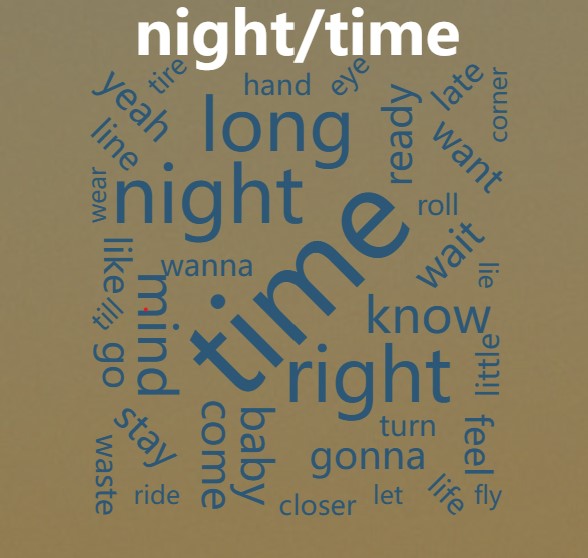 night/time
tire
hand
eye
yeah
late
corner
long
ready
line
want
wear
night
roll
time
like
wanna
wait
lie
till
mind
know
go
right
little
stay
come
baby
turn
feel
gonna
waste
ride
closer
let
life
fly